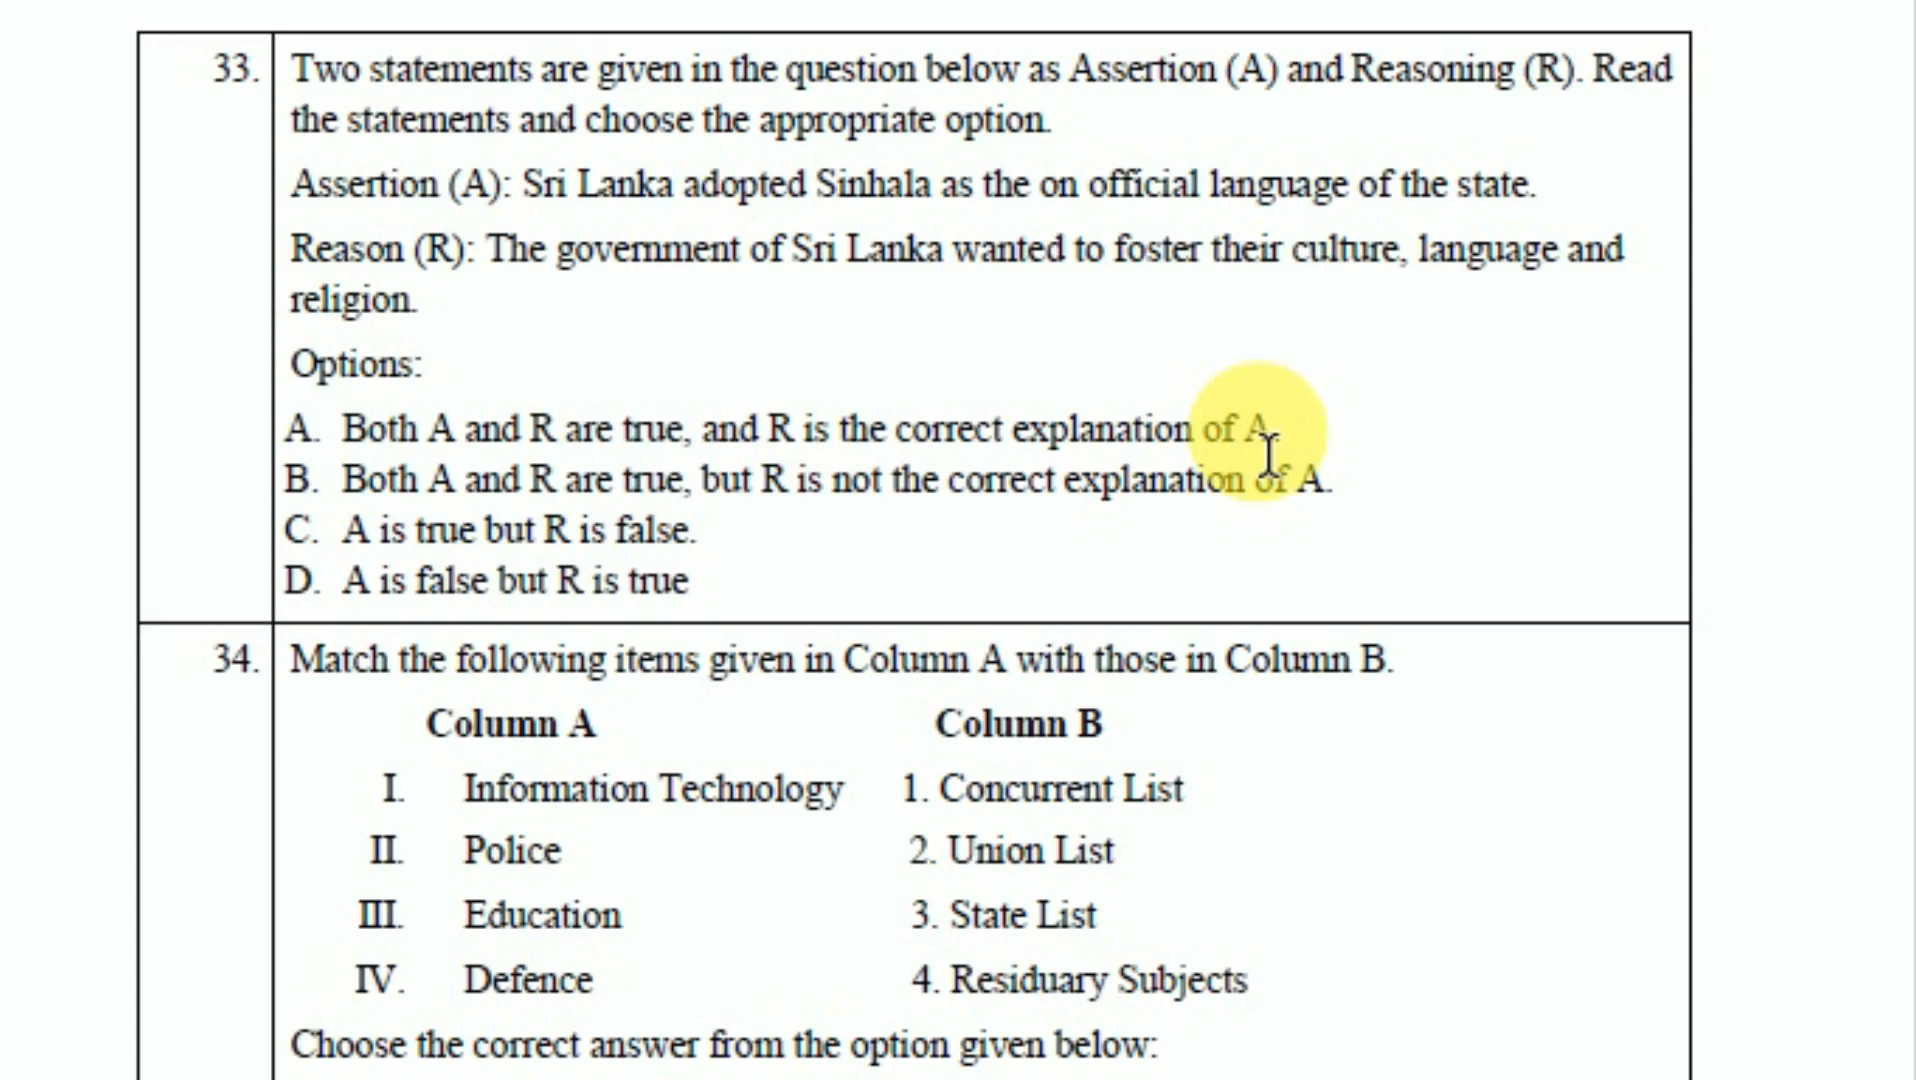 33. Two statements are given in the question below as Assertion (A) and Reasoning (R). Read
the statements and choose the appropriate option.
Assertion (A): Sri Lanka adopted Sinhala as the on official language of the state.
Reason (R): The government of Sri Lanka wanted to foster their culture, language and
religion.
Options:
A. Both A and R are true, and R is the correct explanation of A.
B. Both A and R are true, but R is not the correct explanation of A.
C. A is true but R is false.
D. A is false but R is true
34. Match the following items given in Column A with those in Column B.
Column A Column B
I. Information Technology 1. Concurrent List
II. Police 2. Union List
III. Education 3. State List
IV. Defence 4. Residuary Subjects
Choose the correct answer from the option given below: